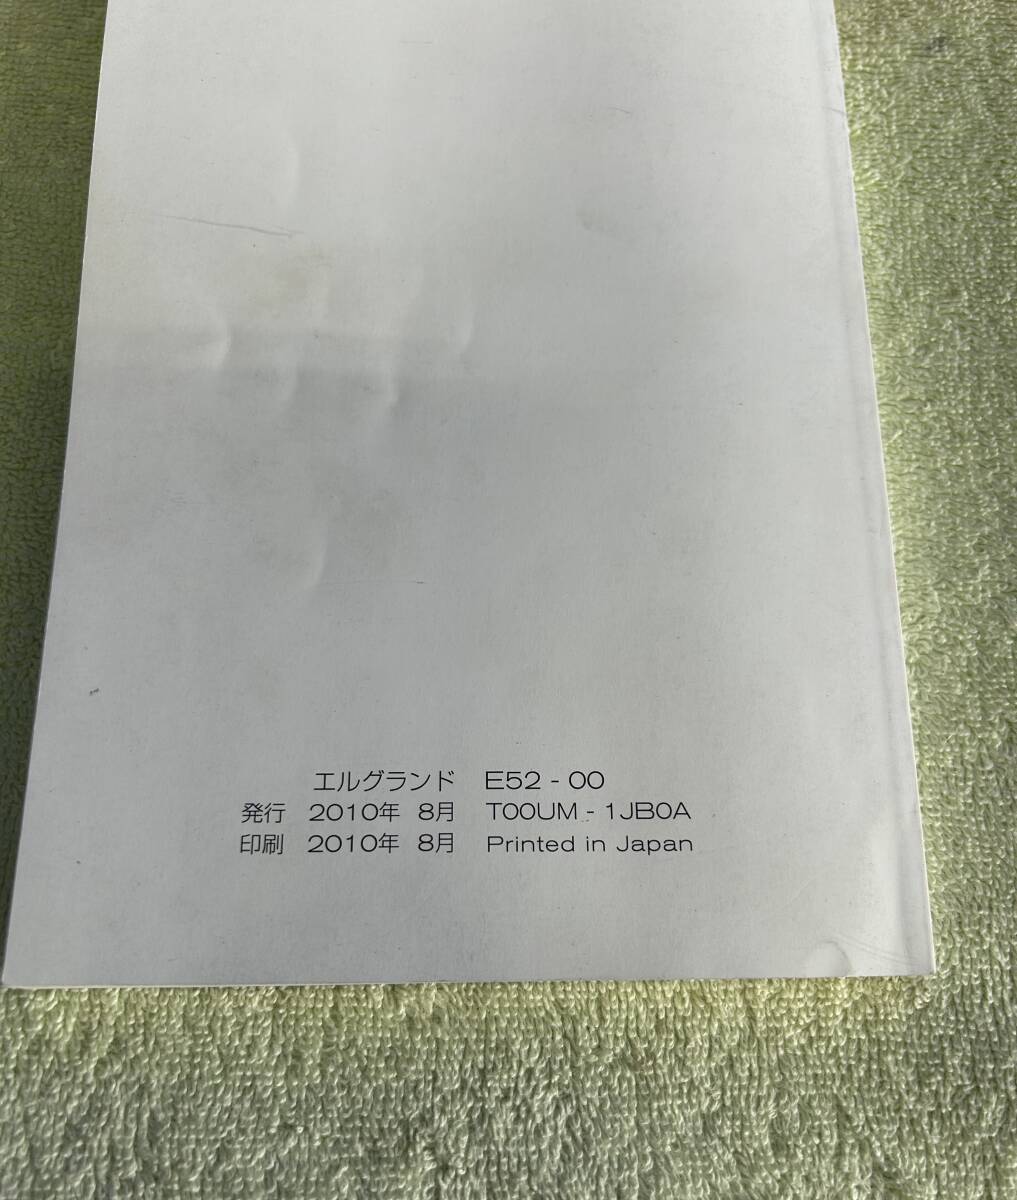 エルグランド E52 - 00
発行 2010年 8月 T00UM - 1JB0A
印刷 2010年 8月 Printed in Japan